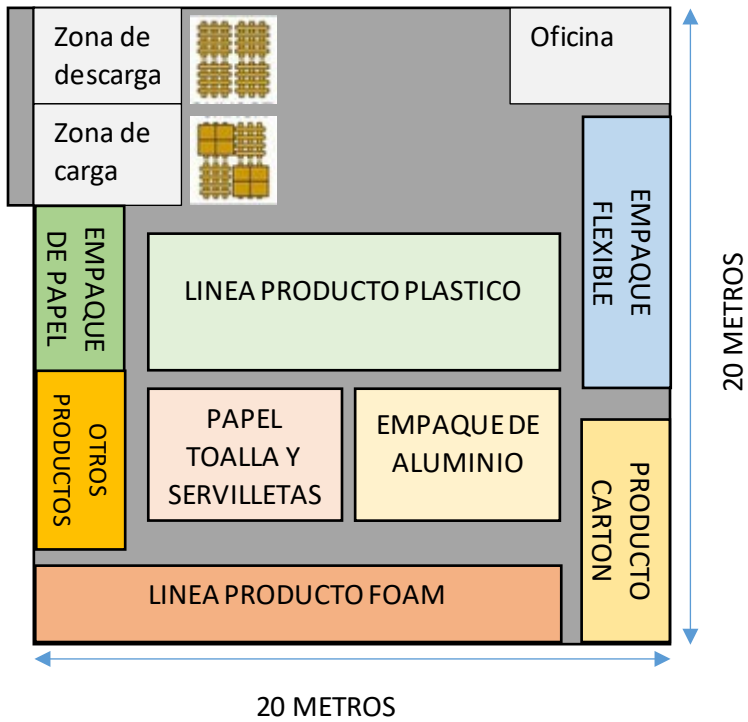 Zona de
descarga
Oficina
Zona de
carga
EMPAQUE
DE PAPEL
LINEA PRODUCTO PLASTICO
EMPAQUE
FLEXIBLE
20 METROS
OTROS
PRODUCTOS
PAPEL
TOALLA Y
SERVILLETAS
EMPAQUE DE
ALUMINIO
PRODUCTO
CARTON
LINEA PRODUCTO FOAM
20 METROS